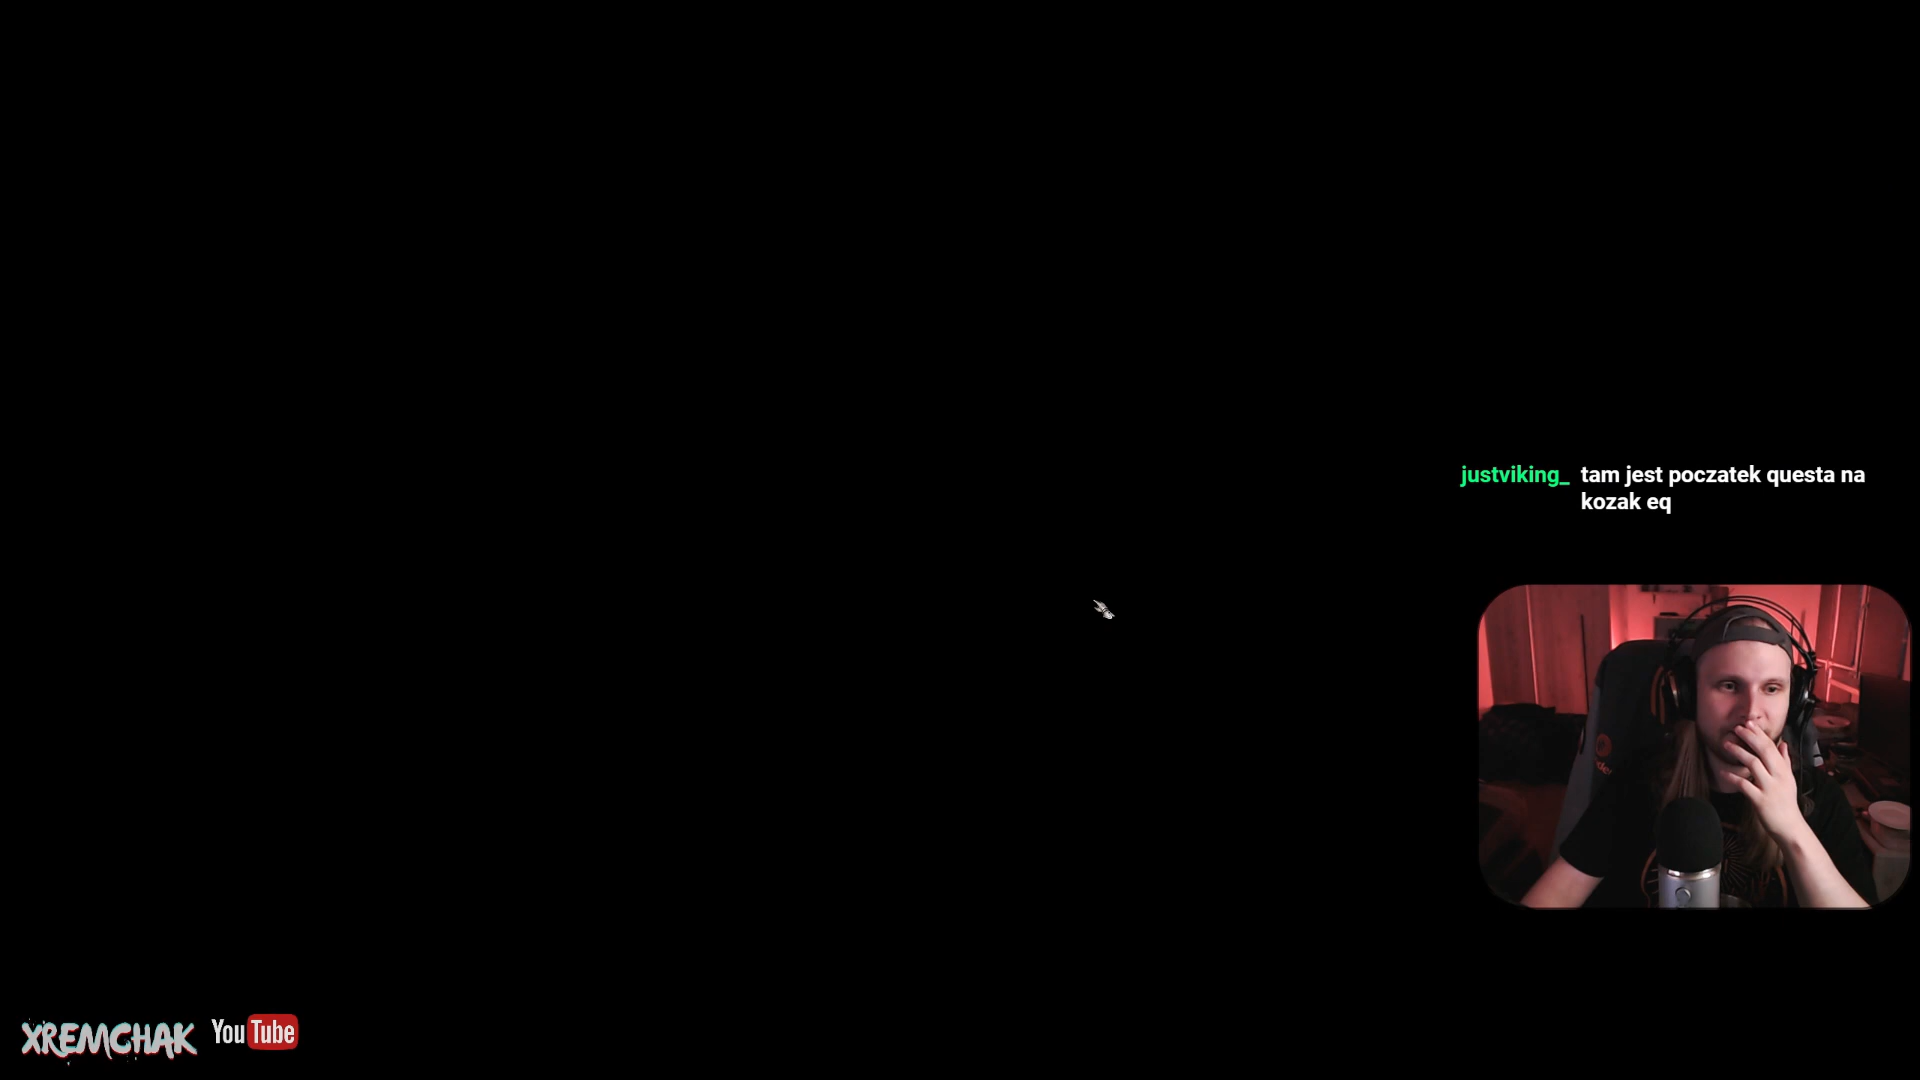 justviking_ tam jest poczatek questa na
kozak eq
XREMCHAK YouTube